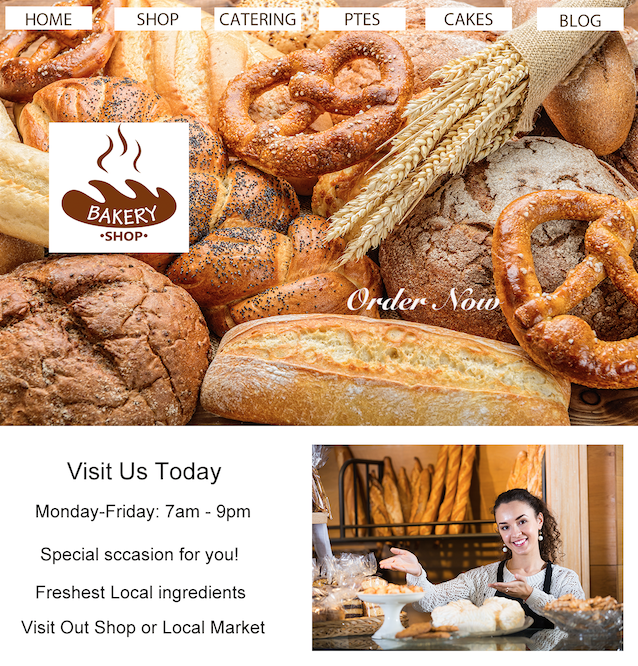 HOME
SHOP
CATERING
PTES
CAKES
BLOG
BAKERY
•SHOP•
Order Now
Visit Us Today
Monday-Friday: 7am - 9pm
Special sccasion for you!
Freshest Local ingredients
Visit Out Shop or Local Market